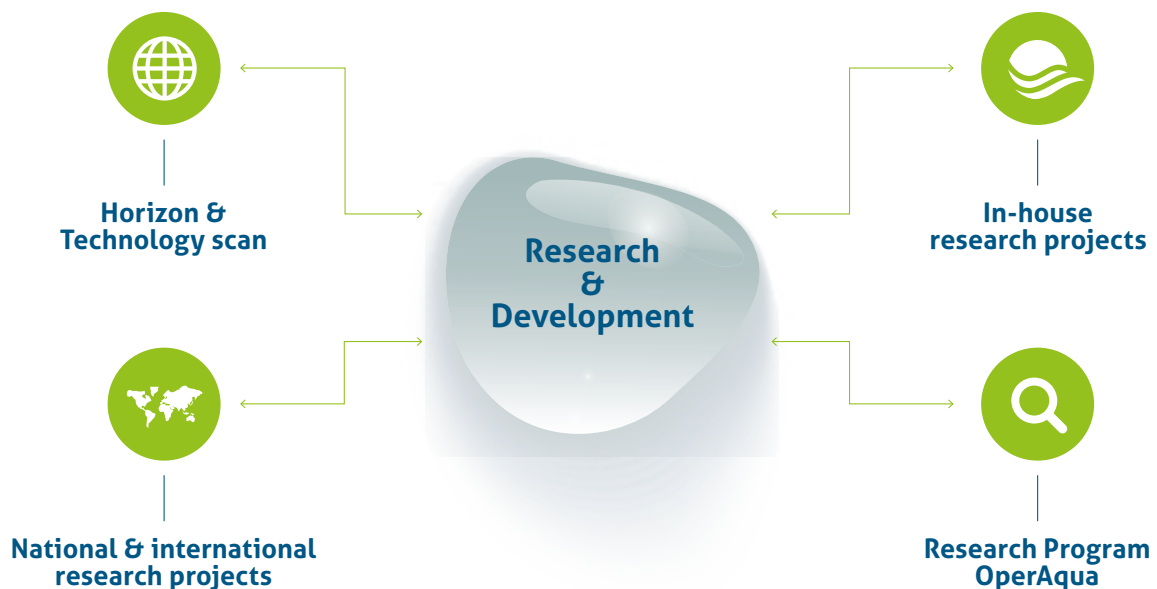 Horizon &
Technology scan
In-house
research projects
Research
&
Development
National & international
research projects
Research Program
OperAqua